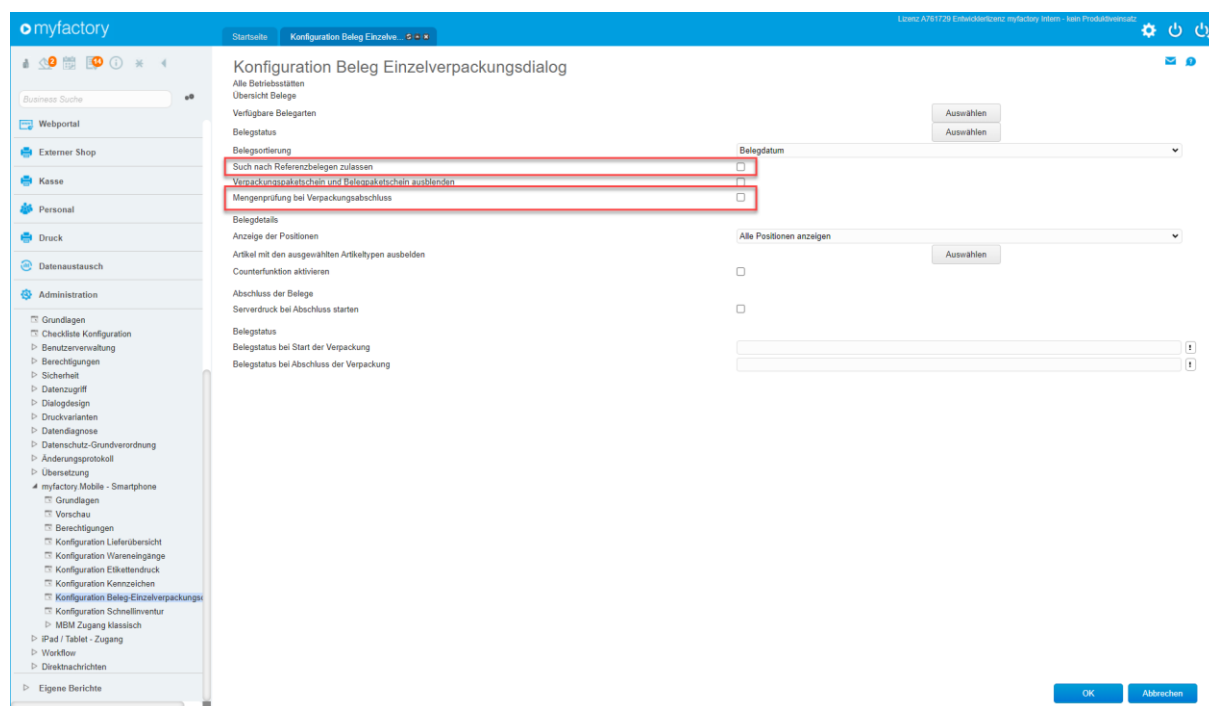 myfactory
Lizenz A761729 Entwicklerlizenz myfactory Intern - kein Produktiveinsatz
Startseite
Konfiguration Beleg Einzelve...
2
14
Business Suche
Webportal
Externer Shop
Kasse
Personal
Druck
Datenaustausch
Administration
Grundlagen
Checkliste Konfiguration
Benutzerverwaltung
Berechtigungen
Sicherheit
Datenzugriff
Dialogdesign
Druckvarianten
Datendiagnose
Datenschutz-Grundverordnung
Änderungsprotokoll
Übersetzung
myfactory.Mobile - Smartphone
Grundlagen
Vorschau
Berechtigungen
Konfiguration Lieferübersicht
Konfiguration Wareneingänge
Konfiguration Etikettendruck
Konfiguration Kennzeichen
Konfiguration Beleg-Einzelverpackungs
Konfiguration Schnellinventur
MBM Zugang klassisch
iPad / Tablet - Zugang
Workflow
Direktnachrichten
Eigene Berichte
Konfiguration Beleg Einzelverpackungsdialog
Alle Betriebsstätten
Übersicht Belege
Verfügbare Belegarten Auswählen
Belegstatus Auswählen
Belegsortierung Belegdatum
Such nach Referenzbelegen zulassen
Verpackungspaketschein und Belegpaketschein ausblenden
Mengenprüfung bei Verpackungsabschluss
Belegdetails
Anzeige der Positionen Alle Positionen anzeigen
Artikel mit den ausgewählten Artikeltypen ausbelden Auswählen
Counterfunktion aktivieren
Abschluss der Belege
Serverdruck bei Abschluss starten
Belegstatus
Belegstatus bei Start der Verpackung
Belegstatus bei Abschluss der Verpackung
OK Abbrechen